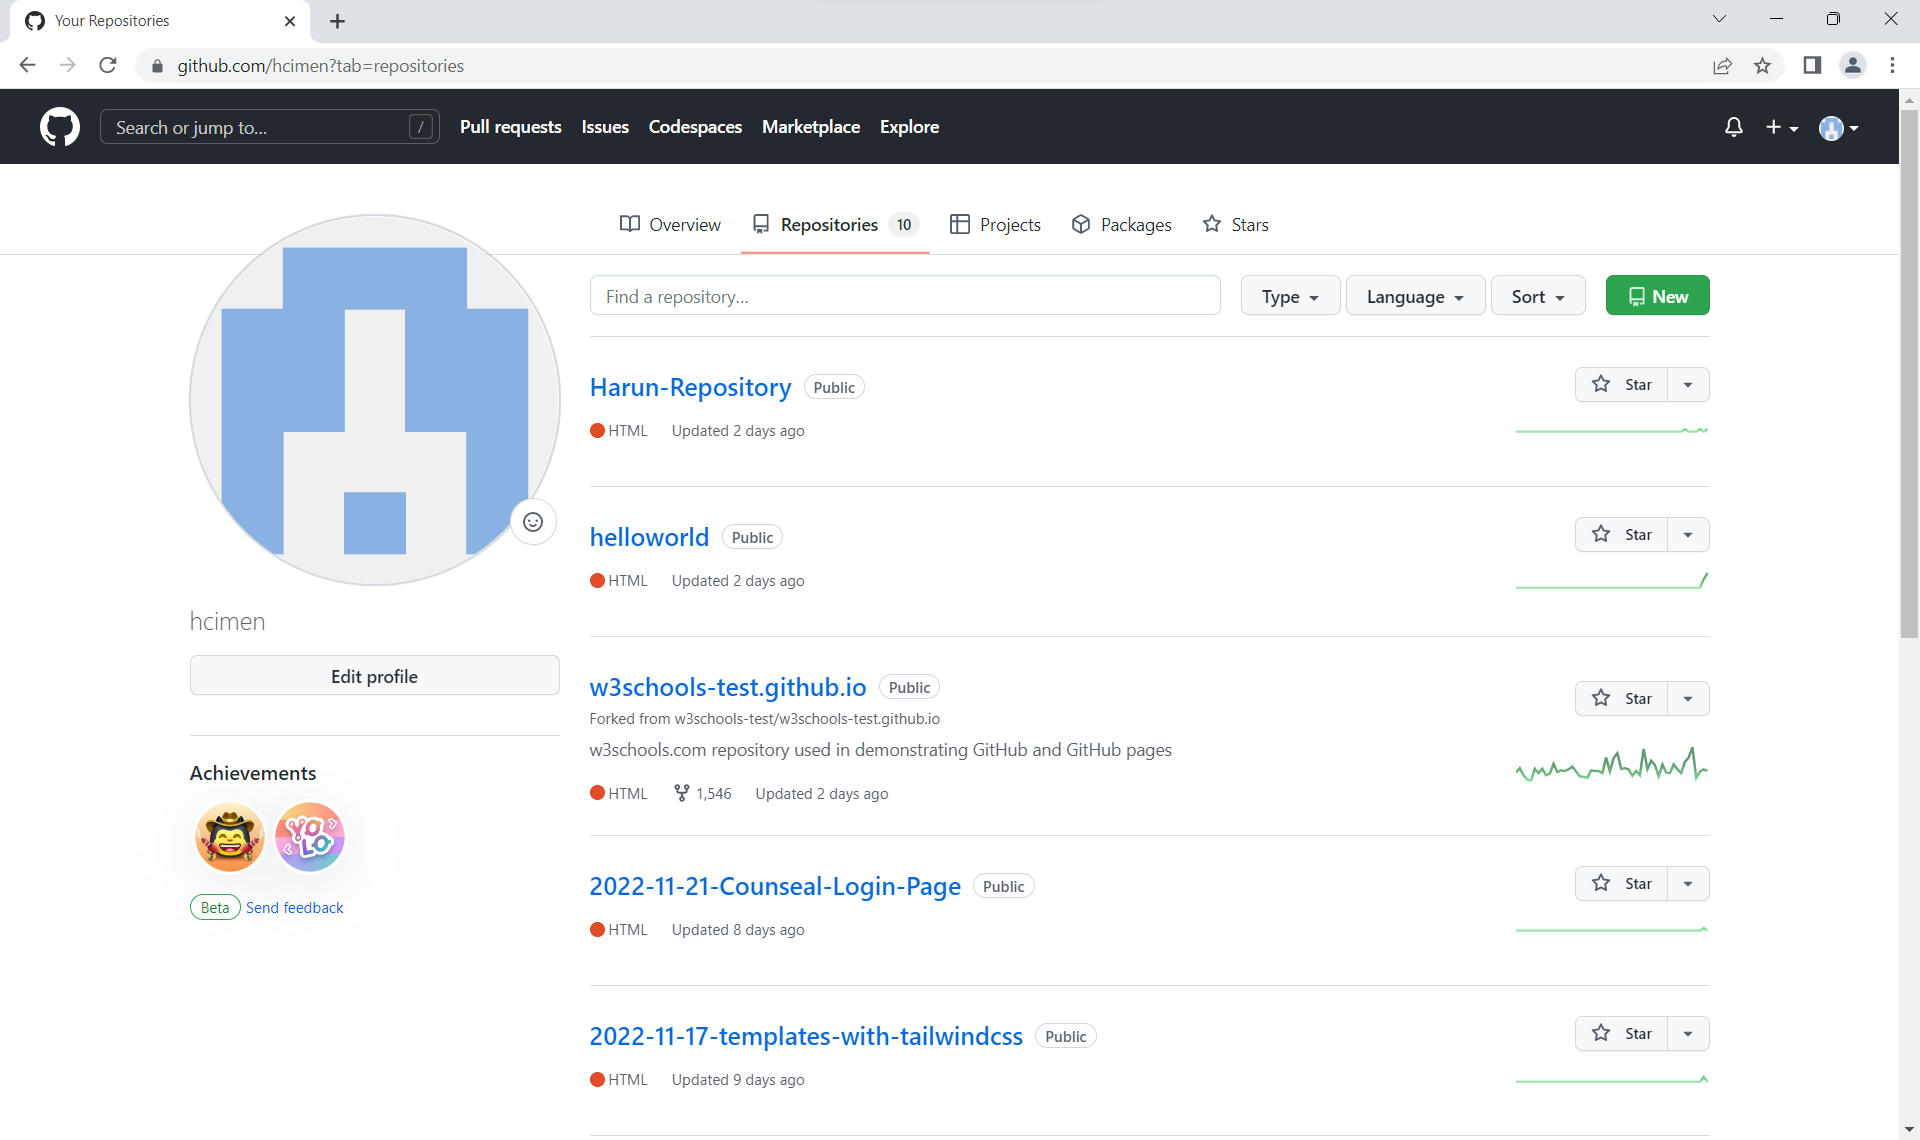 Your Repositories
github.com/hcimen?tab=repositories
Search or jump to... /
Pull requests Issues Codespaces Marketplace Explore
Overview Repositories 10 Projects Packages Stars
Find a repository... Type Language Sort New
Harun-Repository Public Star
HTML Updated 2 days ago
helloworld Public Star
HTML Updated 2 days ago
hcimen
Edit profile
w3schools-test.github.io Public Star
Forked from w3schools-test/w3schools-test.github.io
w3schools.com repository used in demonstrating GitHub and GitHub pages
HTML 1,546 Updated 2 days ago
Achievements
YOLO
Beta Send feedback
2022-11-21-Counseal-Login-Page Public Star
HTML Updated 8 days ago
2022-11-17-templates-with-tailwindcss Public Star
HTML Updated 9 days ago